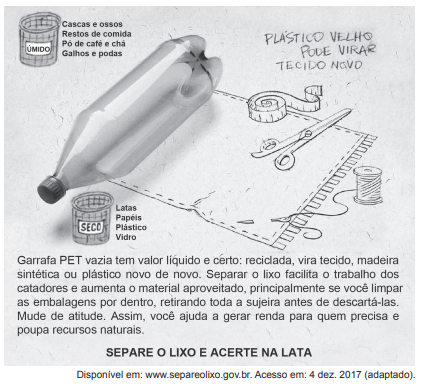 Cascas e ossos
Restos de comida
Pó de café e chá
Galhos e podas
ÚMIDO
PLÁSTICO VELHO
PODE VIRAR
TECIDO NOVO
Latas
Papéis
Plástico
Vidro
SECO
Garrafa PET vazia tem valor líquido e certo: reciclada, vira tecido, madeira
sintética ou plástico novo de novo. Separar o lixo facilita o trabalho dos
catadores e aumenta o material aproveitado, principalmente se você limpar
as embalagens por dentro, retirando toda a sujeira antes de descartá-las.
Mude de atitude. Assim, você ajuda a gerar renda para quem precisa e
poupa recursos naturais.
SEPARE O LIXO E ACERTE NA LATA
Disponível em: www.separeolixo.gov.br. Acesso em: 4 dez. 2017 (adaptado).